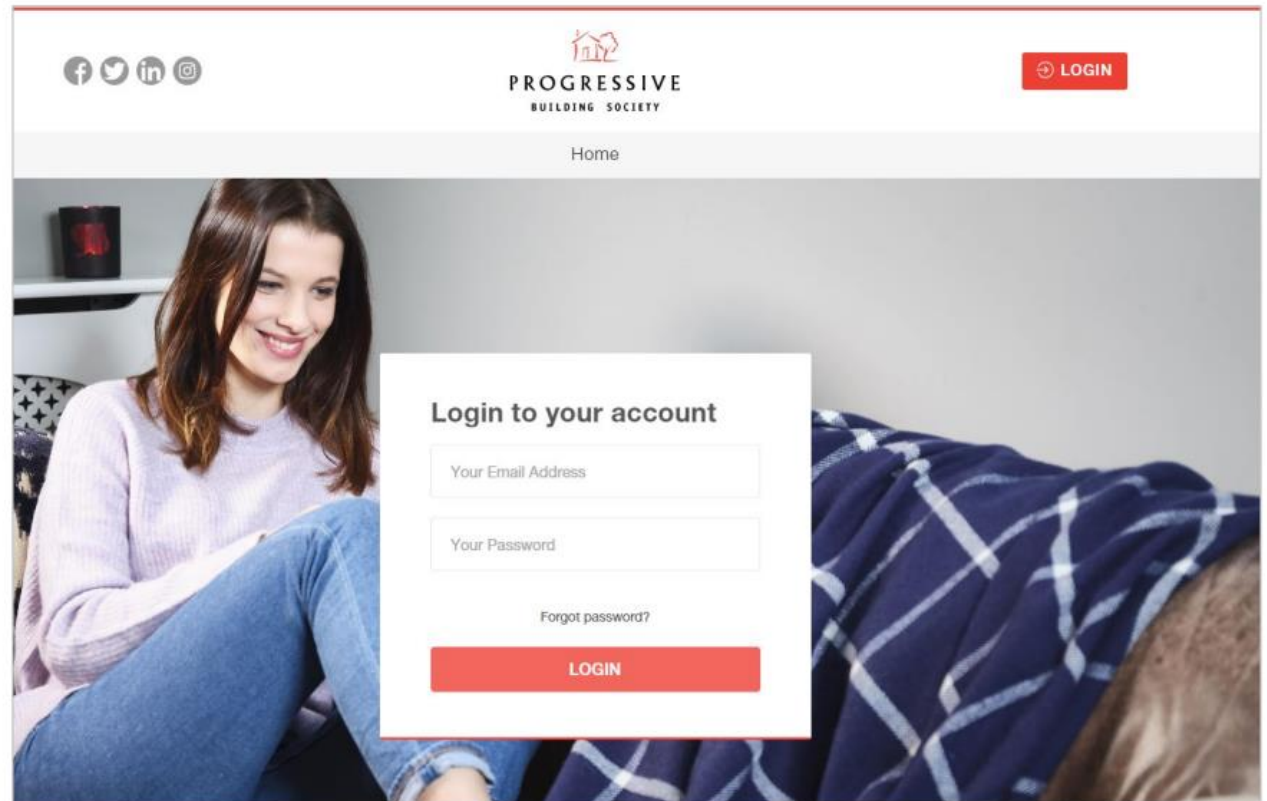 LOGIN
PROGRESSIVE
BUILDING SOCIETY
Home
Login to your account
Your Email Address
Your Password
Forgot password?
LOGIN